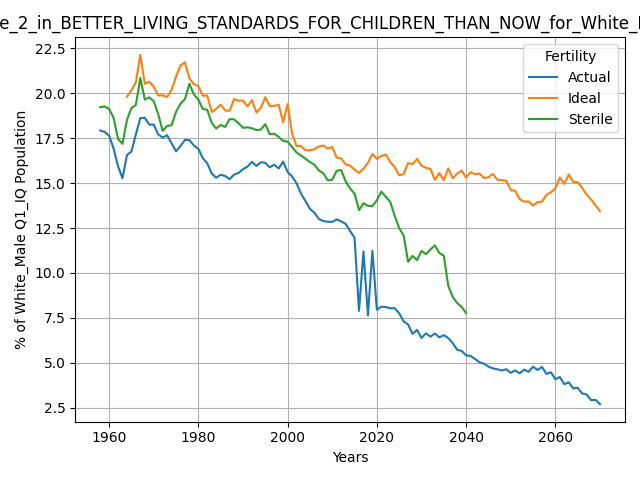 e_2_in_BETTER_LIVING_STANDARDS_FOR_CHILDREN_THAN_NOW_for_White_
Fertility
Actual
Ideal
Sterile
% of White_Male Q1_IQ Population
22.5
20.0
17.5
15.0
12.5
10.0
7.5
5.0
2.5
1960 1980 2000 2020 2040 2060
Years